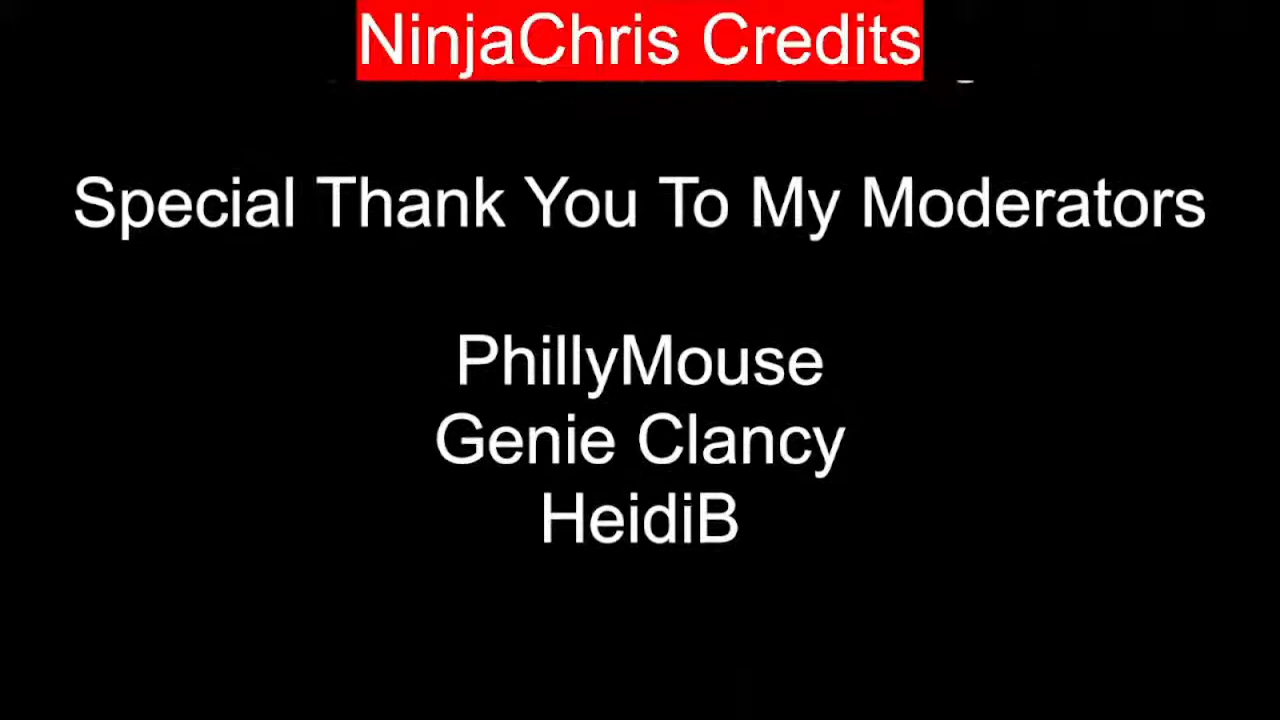 NinjaChris Credits
Special Thank You To My Moderators
PhillyMouse
Genie Clancy
HeidiB